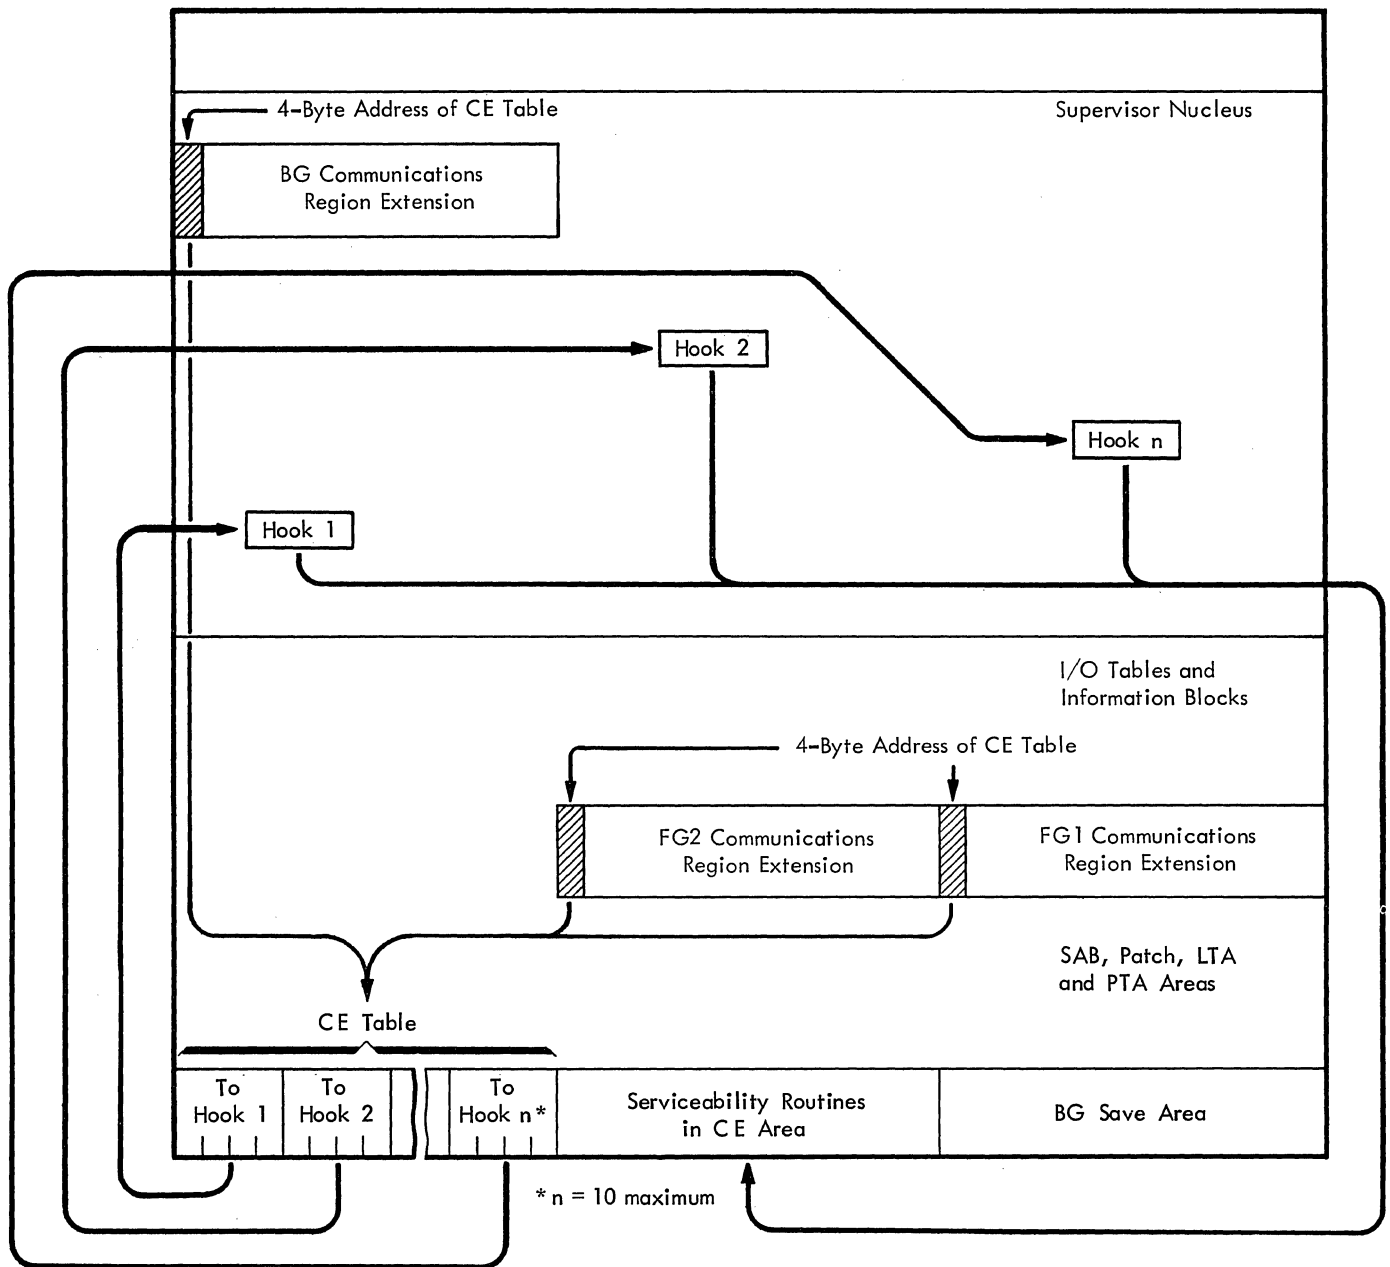 4-Byte Address of CE Table
Supervisor Nucleus
BG Communications
Region Extension
Hook 2
Hook n
Hook 1
I/O Tables and
Information Blocks
4-Byte Address of CE Table
FG2 Communications
Region Extension
FG1 Communications
Region Extension
SAB, Patch, LTA
and PTA Areas
CE Table
To
Hook 1
To
Hook 2
To
Hook n*
Serviceability Routines
in CE Area
BG Save Area
*n = 10 maximum